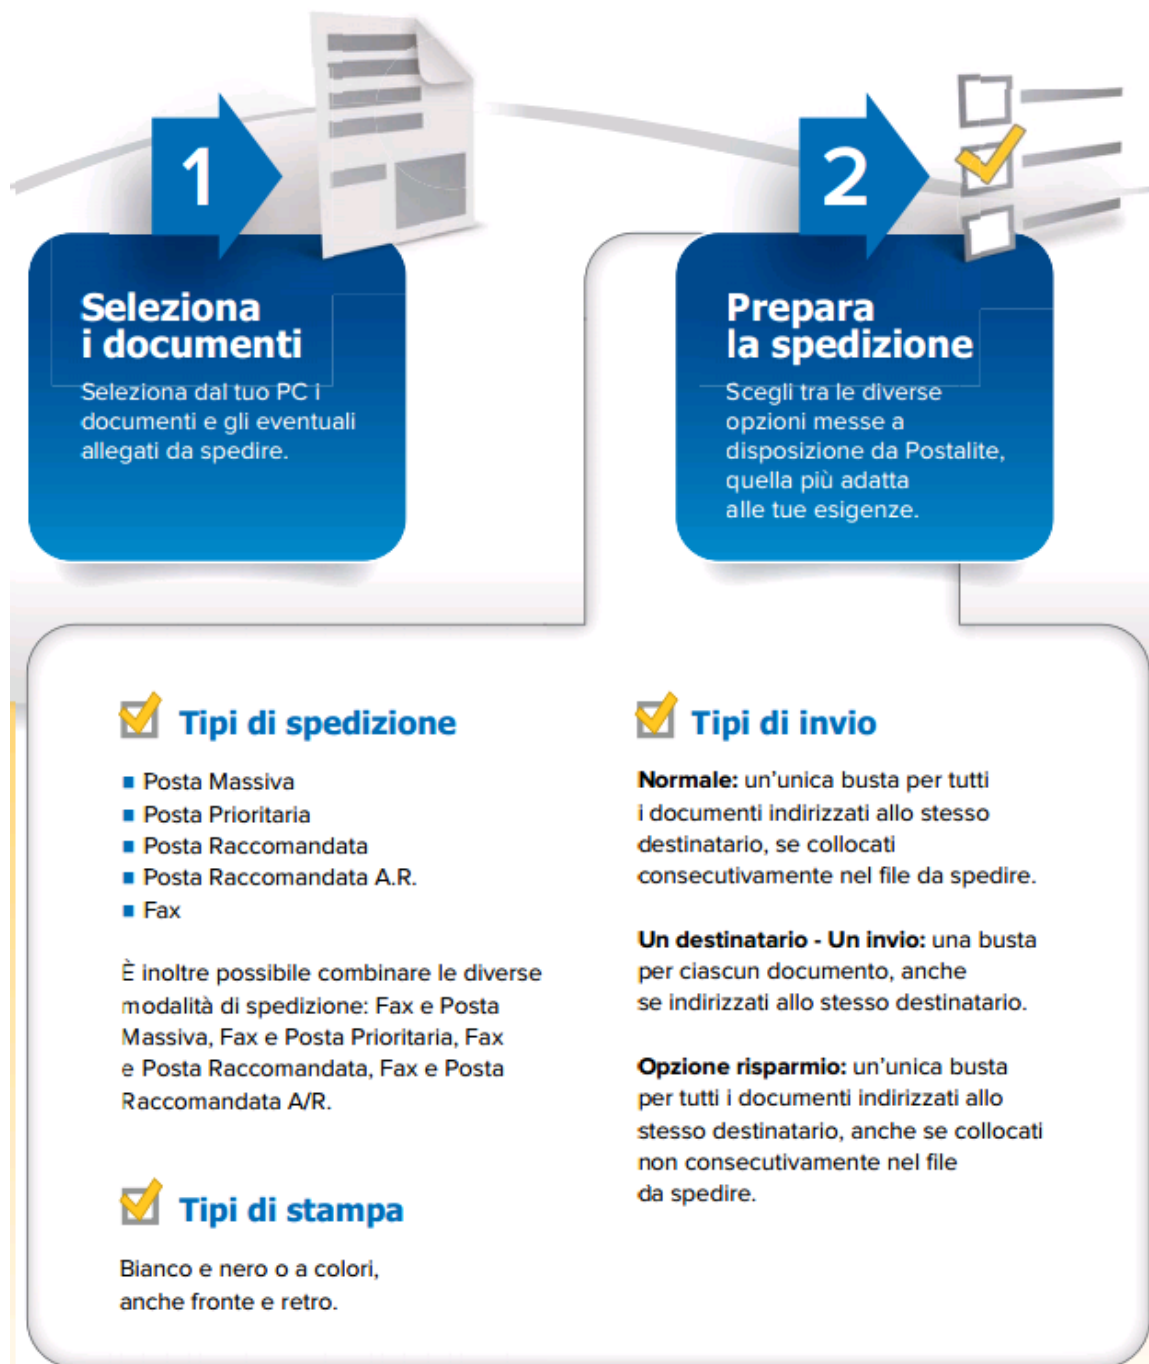 1
Seleziona
i documenti
Seleziona dal tuo PC i
documenti e gli eventuali
allegati da spedire.
2
Prepara
la spedizione
Scegli tra le diverse
opzioni messe a
disposizione da Postalite,
quella più adatta
alle tue esigenze.
Tipi di spedizione
Posta Massiva
Posta Prioritaria
Posta Raccomandata
Posta Raccomandata A.R.
Fax
È inoltre possibile combinare le diverse
modalità di spedizione: Fax e Posta
Massiva, Fax e Posta Prioritaria, Fax
e Posta Raccomandata, Fax e Posta
Raccomandata A/R.
Tipi di stampa
Bianco e nero o a colori,
anche fronte e retro.
Tipi di invio
Normale: un'unica busta per tutti
i documenti indirizzati allo stesso
destinatario, se collocati
consecutivamente nel file da spedire.
Un destinatario - Un invio: una busta
per ciascun documento, anche
se indirizzati allo stesso destinatario.
Opzione risparmio: un'unica busta
per tutti i documenti indirizzati allo
stesso destinatario, anche se collocati
non consecutivamente nel file
da spedire.